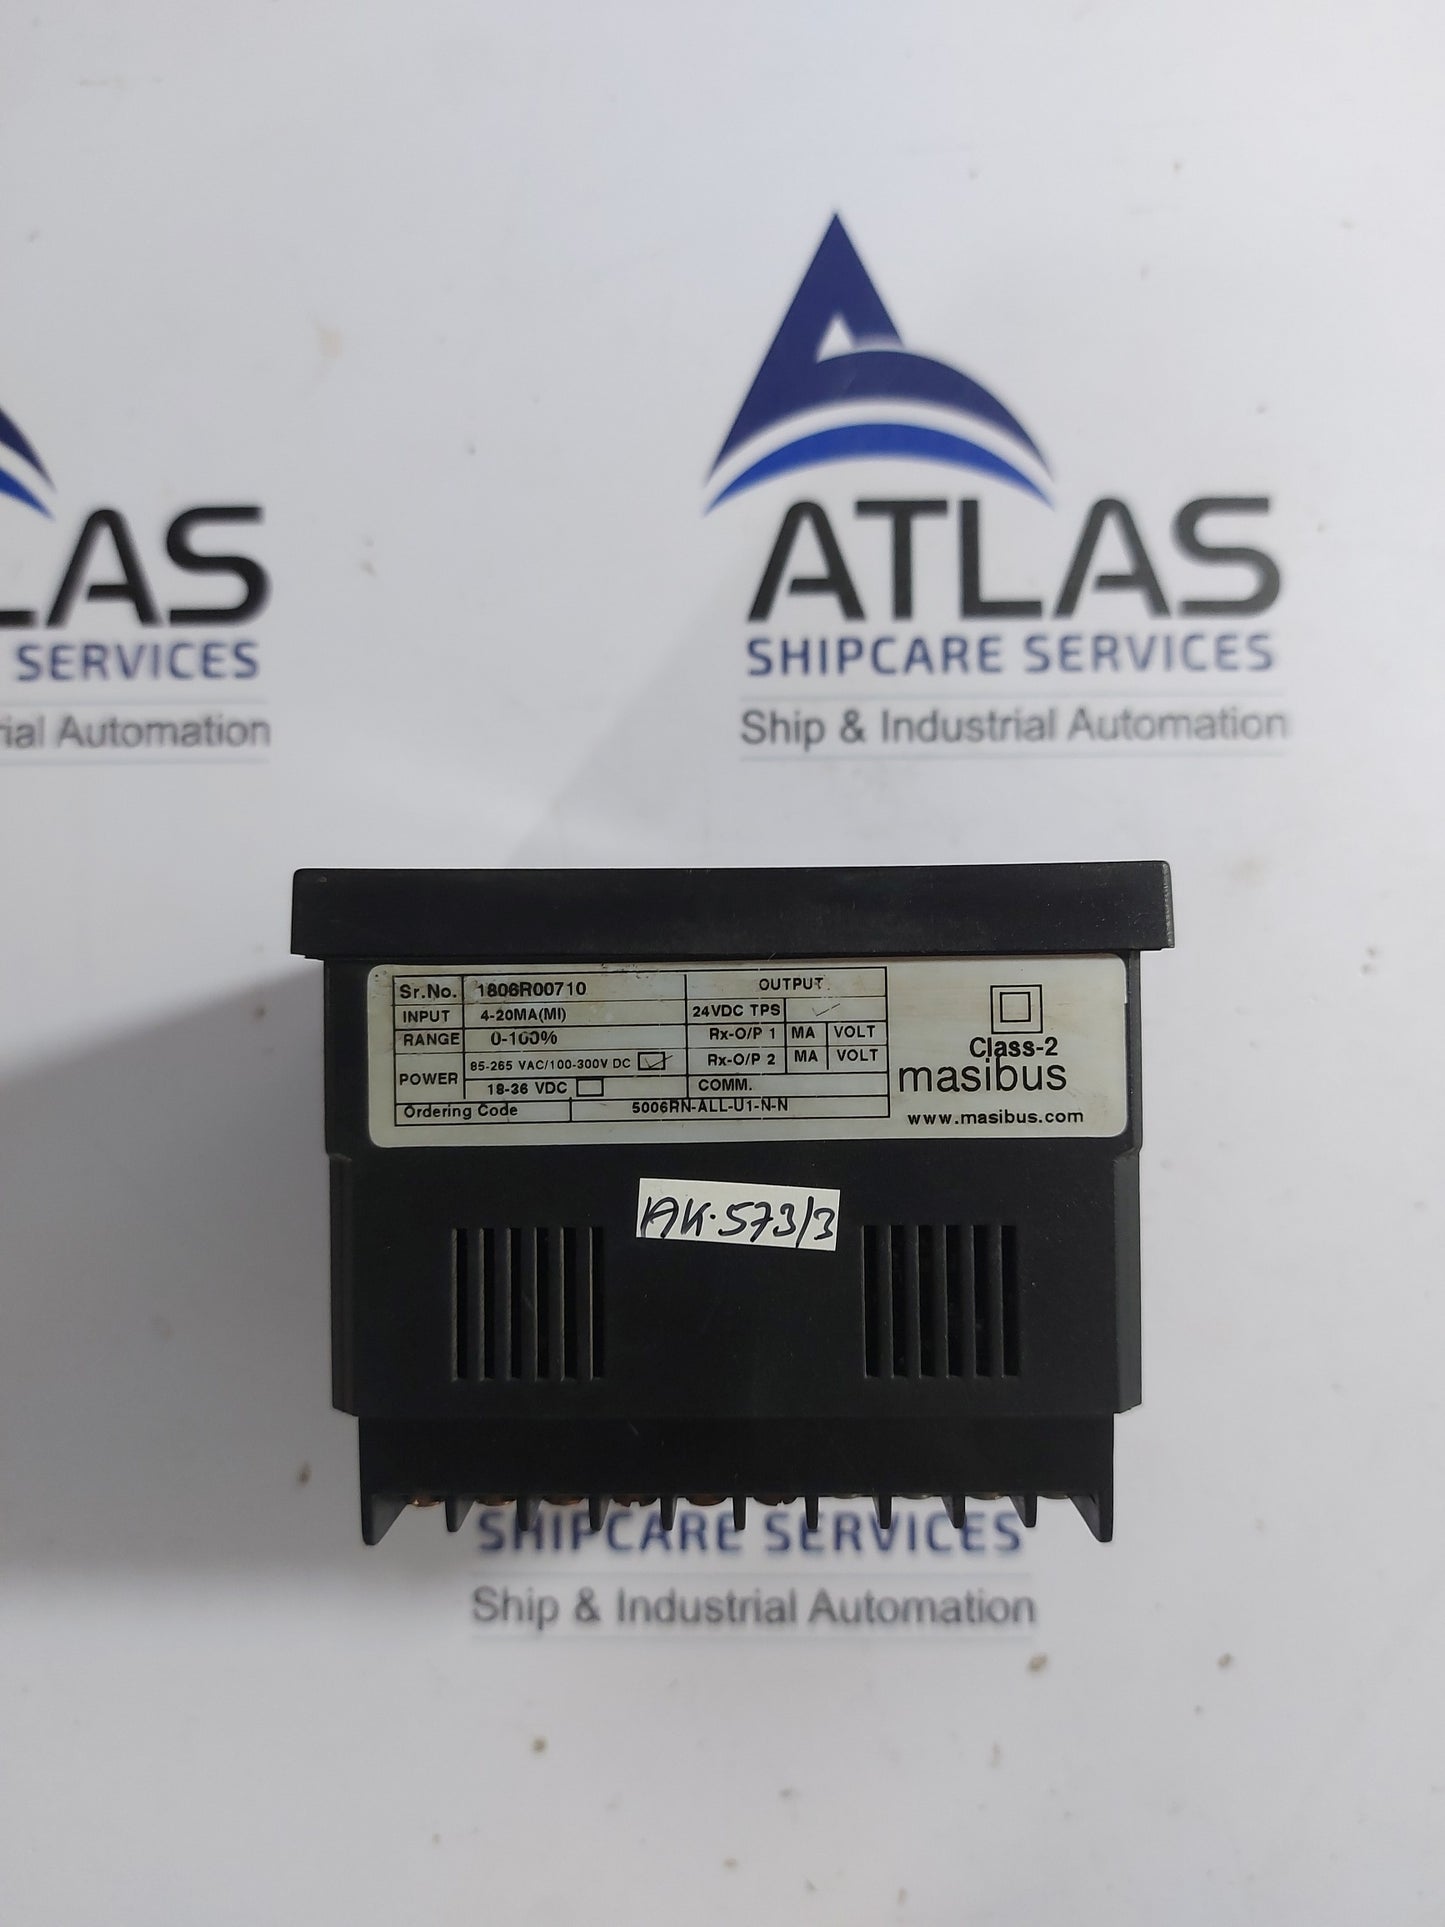 ATLAS
SHIPCARE SERVICES
Ship & Industrial Automation
LAS
SERVICES
rial Automation
Sr.No. 1806R00710 OUTPUT
INPUT 4-20MA(MI) 24VDC TPS
RANGE 0-100% Rx-O/P 1 MA VOLT
POWER 85-265 VAC/100-300V DC Rx-O/P 2 MA VOLT
18-36 VDC COMM.
Ordering Code 5006RN-ALL-U1-N-N
Class-2
masibus
www.masibus.com
AK.573/3
SHIPCARE SERVICES
Ship & Industrial Automation